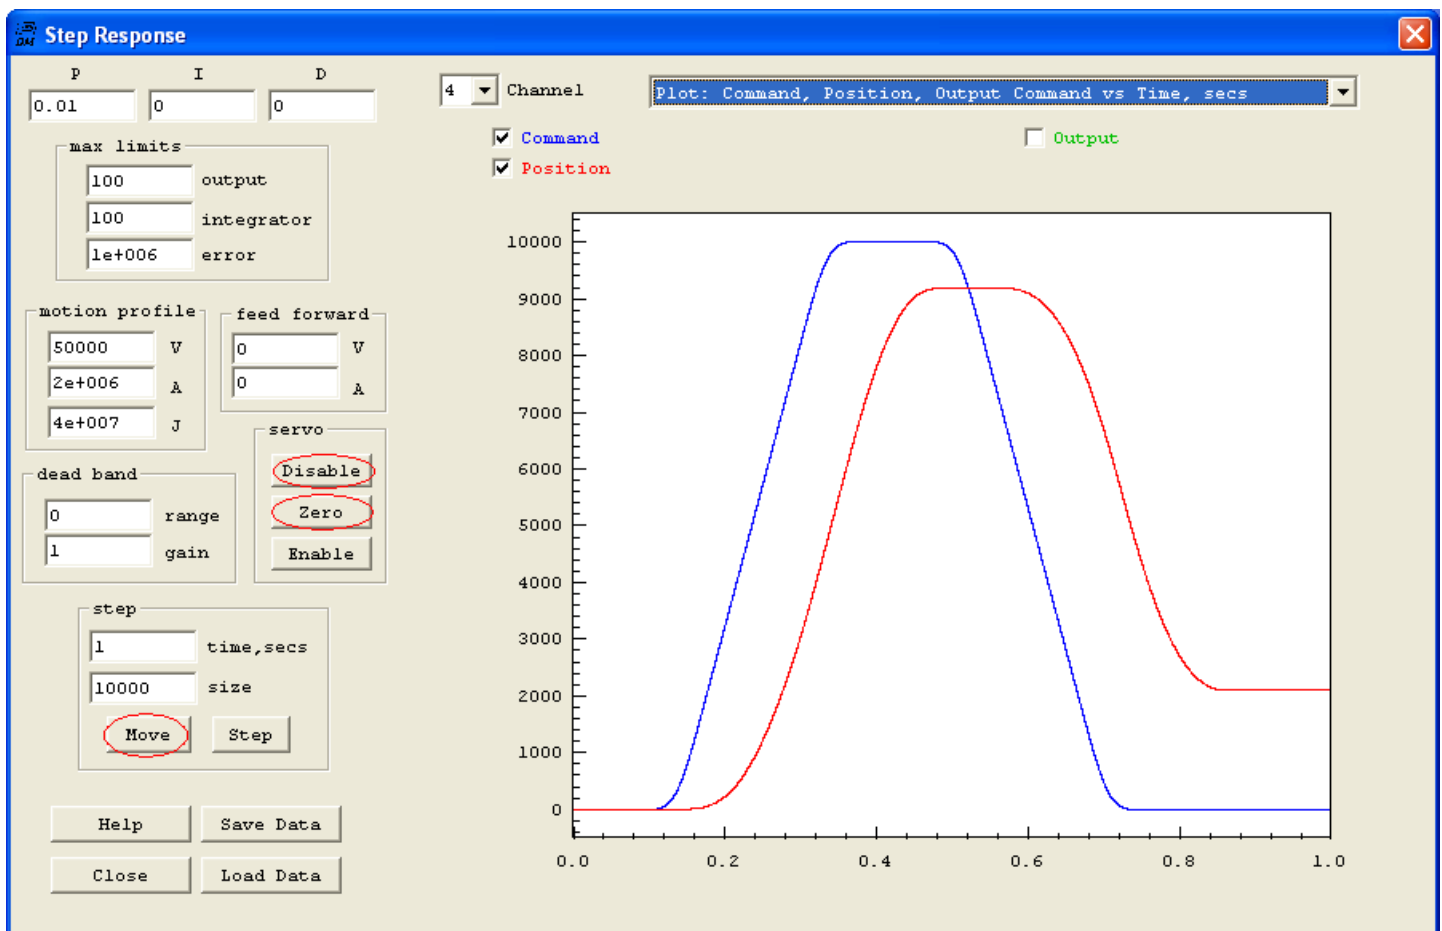 Step Response
P I D
0.01 0 0
4 Channel
Plot: Command, Position, Output Command vs Time, secs
Command
Output
Position
max limits
100 output
100 integrator
1e+006 error
motion profile
50000 V
2e+006 A
4e+007 J
feed forward
0 V
0 A
servo
Disable
Zero
Enable
dead band
0 range
1 gain
step
1 time,secs
10000 size
Move Step
Help Save Data
Close Load Data
10000
9000
8000
7000
6000
5000
4000
3000
2000
1000
0
0.0 0.2 0.4 0.6 0.8 1.0